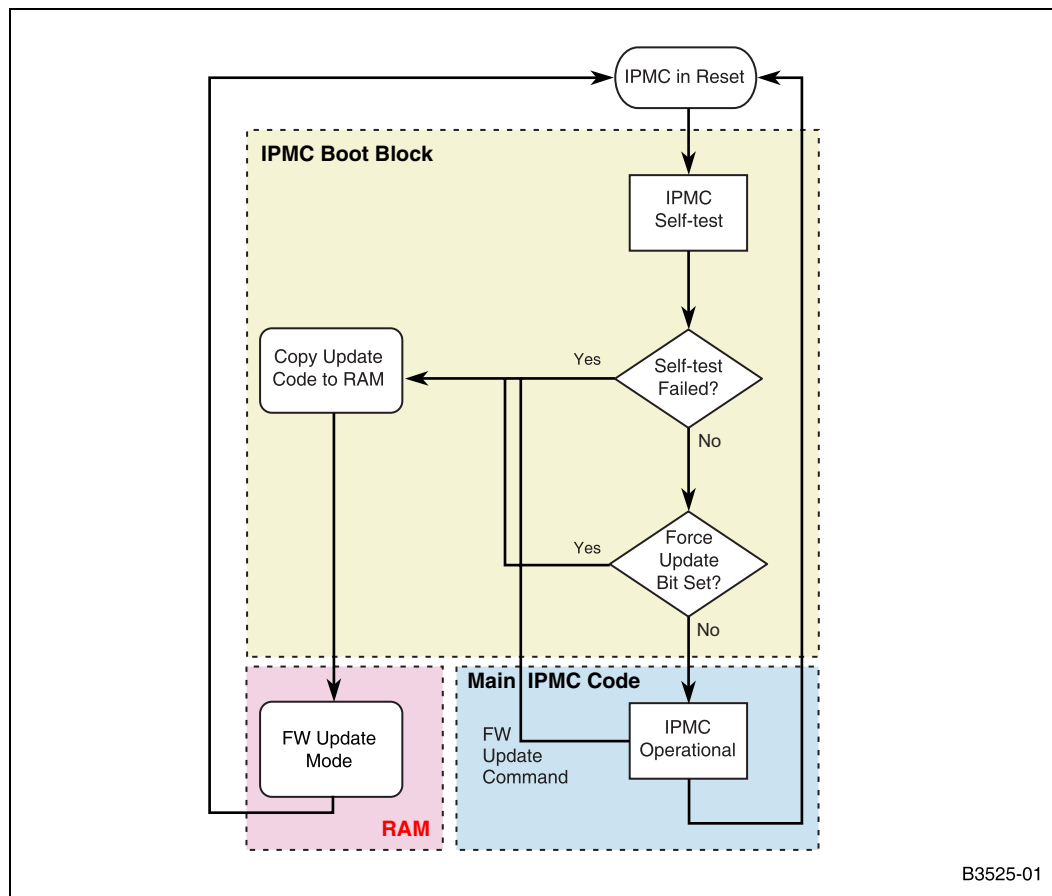 IPMC in Reset
IPMC Boot Block
IPMC
Self-test
Copy Update
Code to RAM
Yes
Self-test
Failed?
No
Yes
Force
Update
Bit Set?
No
Main IPMC Code
FW Update
Mode
RAM
FW
Update
Command
IPMC
Operational
B3525-01